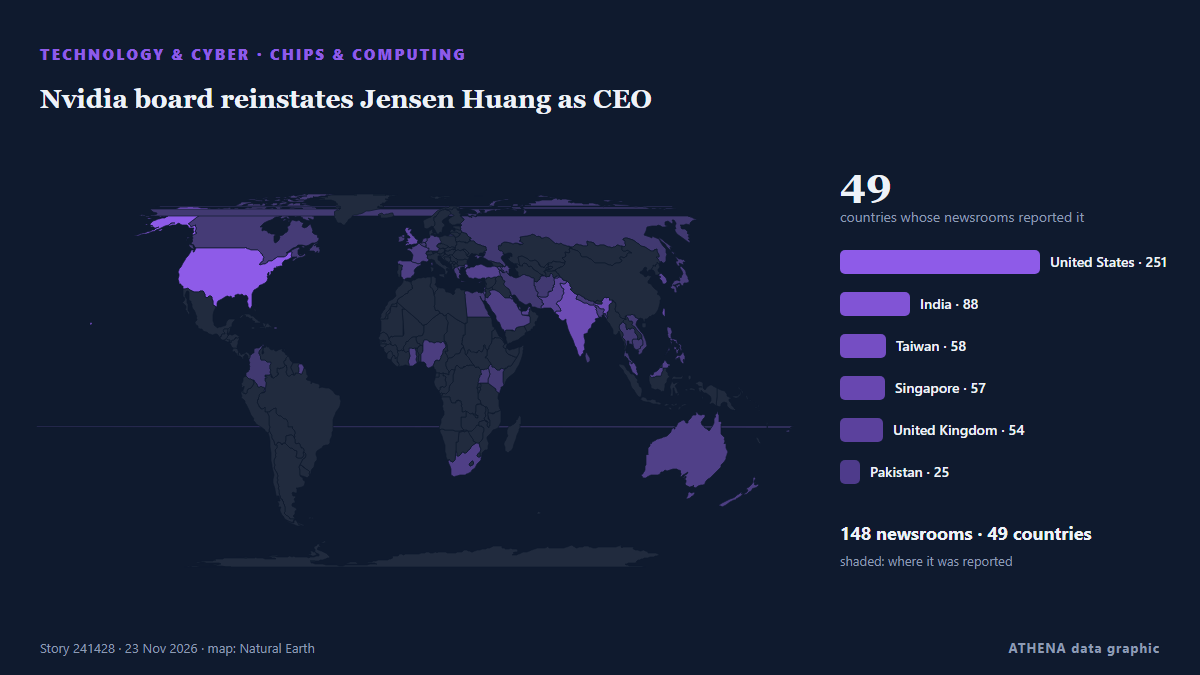 TECHNOLOGY & CYBER · CHIPS & COMPUTING
Nvidia board reinstates Jensen Huang as CEO
49
countries whose newsrooms reported it
United States · 251
India · 88
Taiwan · 58
Singapore · 57
United Kingdom · 54
Pakistan · 25
148 newsrooms · 49 countries
shaded: where it was reported
Story 241428 · 23 Nov 2026 · map: Natural Earth
ATHENA data graphic